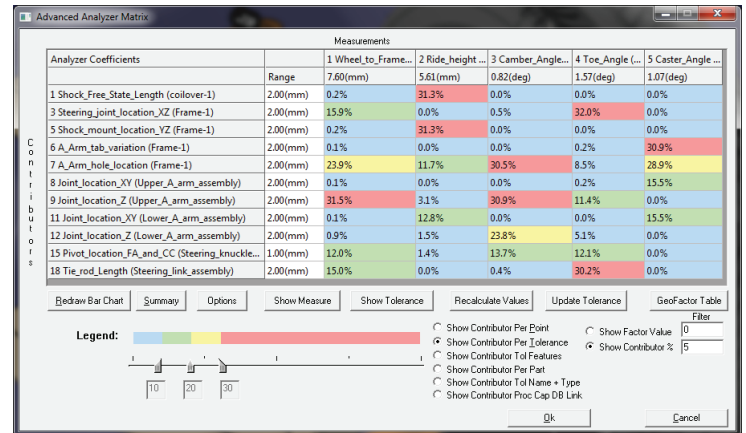 Advanced Analyzer Matrix
Measurements
Analyzer Coefficients 1 Wheel_to_Frame... 2 Ride_height ... 3 Camber_Angle... 4 Toe_Angle (... 5 Caster_Angle ...
Range 7.60(mm) 5.61(mm) 0.82(deg) 1.57(deg) 1.07(deg)
1 Shock_Free_State_Length (coilover-1) 2.00(mm) 0.2% 31.3% 0.0% 0.0% 0.0%
3 Steering_joint_location_XZ (Frame-1) 2.00(mm) 15.9% 0.0% 0.5% 32.0% 0.0%
5 Shock_mount_location_YZ (Frame-1) 2.00(mm) 0.2% 31.3% 0.0% 0.0% 0.0%
6 A_Arm_tab_variation (Frame-1) 2.00(mm) 0.1% 0.0% 0.0% 0.2% 30.9%
7 A_Arm_hole_location (Frame-1) 2.00(mm) 23.9% 11.7% 30.5% 8.5% 28.9%
8 Joint_location_XY (Upper_A_arm_assembly) 2.00(mm) 0.1% 0.0% 0.0% 0.2% 15.5%
9 Joint_location_Z (Upper_A_arm_assembly) 2.00(mm) 31.5% 3.1% 30.9% 11.4% 0.0%
11 Joint_location_XY (Lower_A_arm_assembly) 2.00(mm) 0.1% 12.8% 0.0% 0.0% 15.5%
12 Joint_location_Z (Lower_A_arm_assembly) 2.00(mm) 0.9% 1.5% 23.8% 5.1% 0.0%
15 Pivot_location_FA_and_CC (Steering_knuckle... 1.00(mm) 12.0% 1.4% 13.7% 12.1% 0.0%
18 Tie_rod_Length (Steering_link_assembly) 2.00(mm) 15.0% 0.0% 0.4% 30.2% 0.0%
Contributors
Redraw Bar Chart Summary Options Show Measure Show Tolerance Recalculate Values Update Tolerance GeoFactor Table
Legend:
10 20 30
Show Contributor Per Point
Show Contributor Per Tolerance
Show Contributor Tol Features
Show Contributor Per Part
Show Contributor Tol Name + Type
Show Contributor Proc Cap DB Link
Filter
Show Factor Value 0
Show Contributor % 5
Ok Cancel